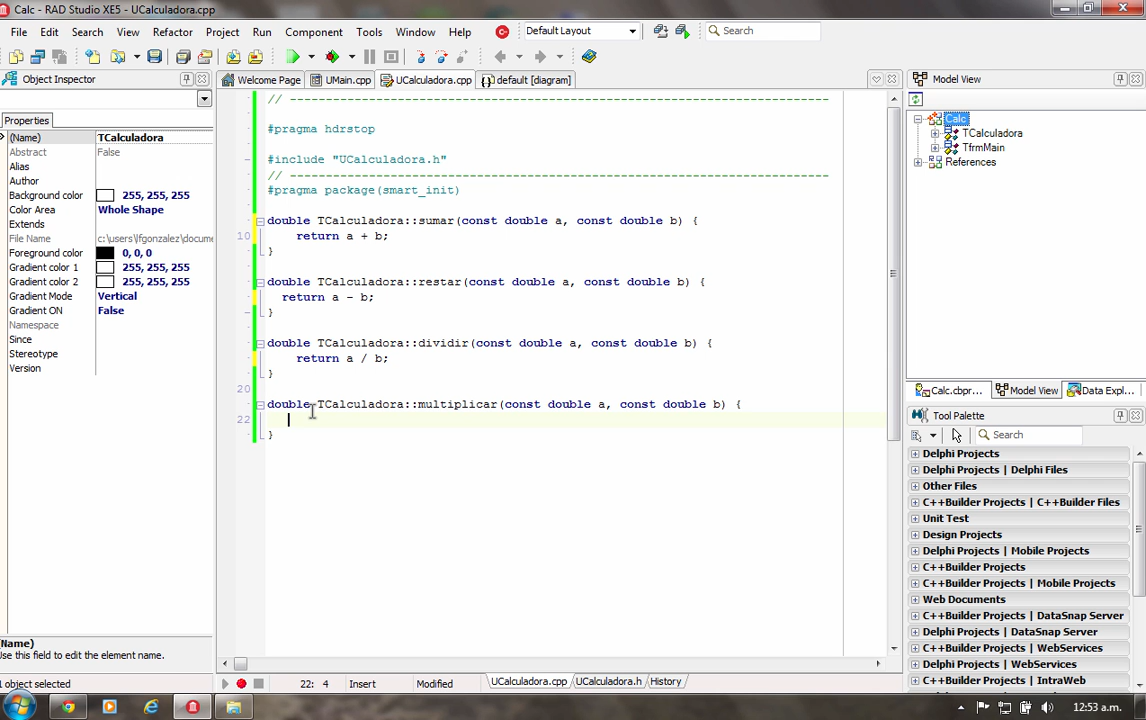 Calc - RAD Studio XE5 - UCalculadora.cpp
File Edit Search View Refactor Project Run Component Tools Window Help Default Layout Search
Object Inspector
Properties
(Name) TCalculadora
Abstract False
Alias
Author
Background color 255, 255, 255
Color Area Whole Shape
Extends
File Name c:\users\lfgonzalez\docume
Foreground color 0, 0, 0
Gradient color 1 255, 255, 255
Gradient color 2 255, 255, 255
Gradient Mode Vertical
Gradient ON False
Namespace
Since
Stereotype
Version
(Name)
Use this field to edit the element name.
1 object selected
Welcome Page UMain.cpp UCalculadora.cpp default [diagram]
// ---------------------------------------------------------------------------
#pragma hdrstop
#include "UCalculadora.h"
// ---------------------------------------------------------------------------
#pragma package(smart_init)
double TCalculadora::sumar(const double a, const double b) {
10 return a + b;
}
double TCalculadora::restar(const double a, const double b) {
return a - b;
}
double TCalculadora::dividir(const double a, const double b) {
return a / b;
}
20
double TCalculadora::multiplicar(const double a, const double b) {
22
}
22: 4 Insert Modified UCalculadora.cpp UCalculadora.h History
Model View
Calc
TCalculadora
TfrmMain
References
Calc.cbpr... Model View Data Expl...
Tool Palette
Search
Delphi Projects
Delphi Projects | Delphi Files
Other Files
C++Builder Projects | C++Builder Files
Unit Test
Design Projects
Delphi Projects | Mobile Projects
C++Builder Projects
C++Builder Projects | Mobile Projects
Web Documents
C++Builder Projects | DataSnap Server
Delphi Projects | DataSnap Server
C++Builder Projects | WebServices
Delphi Projects | WebServices
C++Builder Projects | IntraWeb
12:53 a.m.